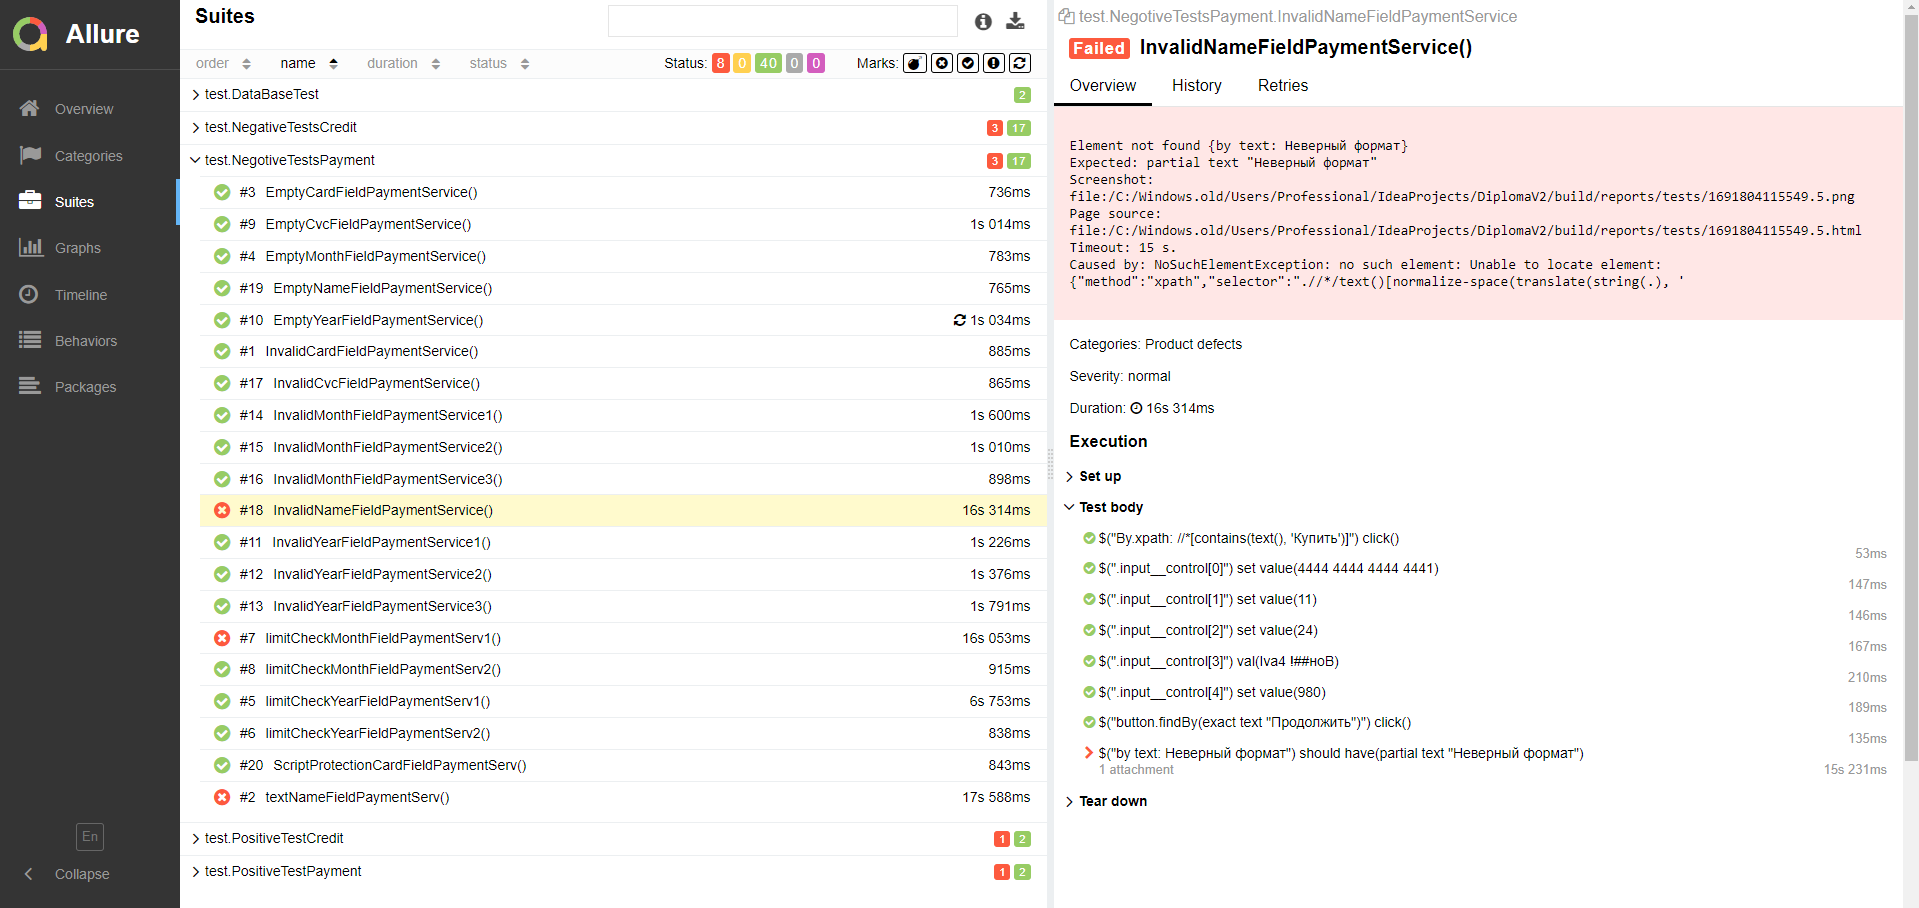 Allure
Overview
Categories
Suites
Graphs
Timeline
Behaviors
Packages
En
Collapse
Suites
order name duration status Status: 8 0 40 0 0 Marks:
test.DataBaseTest 2
test.NegativeTestsCredit 3 17
test.NegotiveTestsPayment 3 17
#3 EmptyCardFieldPaymentService() 736ms
#9 EmptyCvcFieldPaymentService() 1s 014ms
#4 EmptyMonthFieldPaymentService() 783ms
#19 EmptyNameFieldPaymentService() 765ms
#10 EmptyYearFieldPaymentService() 1s 034ms
#1 InvalidCardFieldPaymentService() 885ms
#17 InvalidCvcFieldPaymentService() 865ms
#14 InvalidMonthFieldPaymentService1() 1s 600ms
#15 InvalidMonthFieldPaymentService2() 1s 010ms
#16 InvalidMonthFieldPaymentService3() 898ms
#18 InvalidNameFieldPaymentService() 16s 314ms
#11 InvalidYearFieldPaymentService1() 1s 226ms
#12 InvalidYearFieldPaymentService2() 1s 376ms
#13 InvalidYearFieldPaymentService3() 1s 791ms
#7 limitCheckMonthFieldPaymentServ1() 16s 053ms
#8 limitCheckMonthFieldPaymentServ2() 915ms
#5 limitCheckYearFieldPaymentServ1() 6s 753ms
#6 limitCheckYearFieldPaymentServ2() 838ms
#20 ScriptProtectionCardFieldPaymentServ() 843ms
#2 textNameFieldPaymentServ() 17s 588ms
test.PositiveTestCredit 1 2
test.PositiveTestPayment 1 2
test.NegotiveTestsPayment.InvalidNameFieldPaymentService
Failed InvalidNameFieldPaymentService()
Overview History Retries
Element not found {by text: Неверный формат}
Expected: partial text "Неверный формат"
Screenshot:
file:/C:/Windows.old/Users/Professional/IdeaProjects/DiplomaV2/build/reports/tests/1691804115549.5.png
Page source:
file:/C:/Windows.old/Users/Professional/IdeaProjects/DiplomaV2/build/reports/tests/1691804115549.5.html
Timeout: 15 s.
Caused by: NoSuchElementException: no such element: Unable to locate element:
{"method":"xpath","selector":".//*/text()[normalize-space(translate(string(.), '
Categories: Product defects
Severity: normal
Duration: 16s 314ms
Execution
Set up
Test body
$("By.xpath: //*[contains(text(), 'Купить')]") click()
53ms
$(".input__control[0]") set value(4444 4444 4444 4441)
147ms
$(".input__control[1]") set value(11)
146ms
$(".input__control[2]") set value(24)
167ms
$(".input__control[3]") val(Iva4 !##ноВ)
210ms
$(".input__control[4]") set value(980)
189ms
$("button.findBy(exact text "Продолжить")") click()
135ms
$("by text: Неверный формат") should have(partial text "Неверный формат")
1 attachment 15s 231ms
Tear down